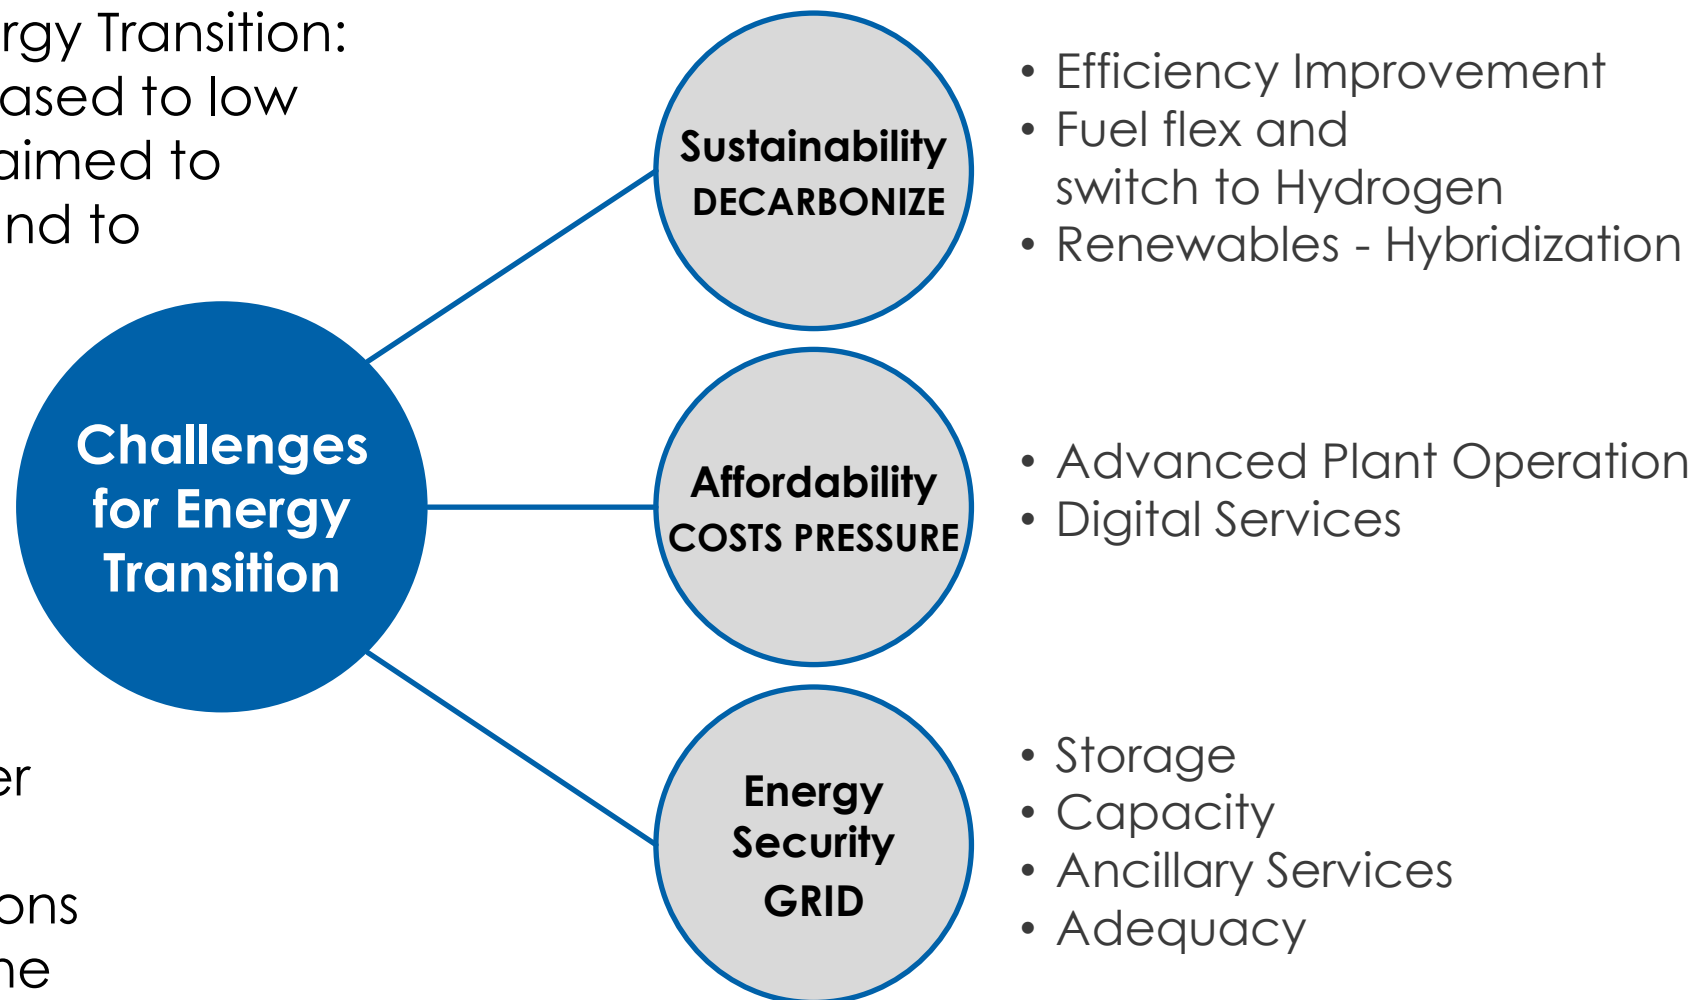 rgy Transition:
ased to low
aimed to
nd to
Challenges
for Energy
Transition
er
ons
ne
Sustainability
DECARBONIZE
• Efficiency Improvement
• Fuel flex and
switch to Hydrogen
• Renewables - Hybridization
Affordability
COSTS PRESSURE
• Advanced Plant Operation
• Digital Services
Energy
Security
GRID
• Storage
• Capacity
• Ancillary Services
• Adequacy